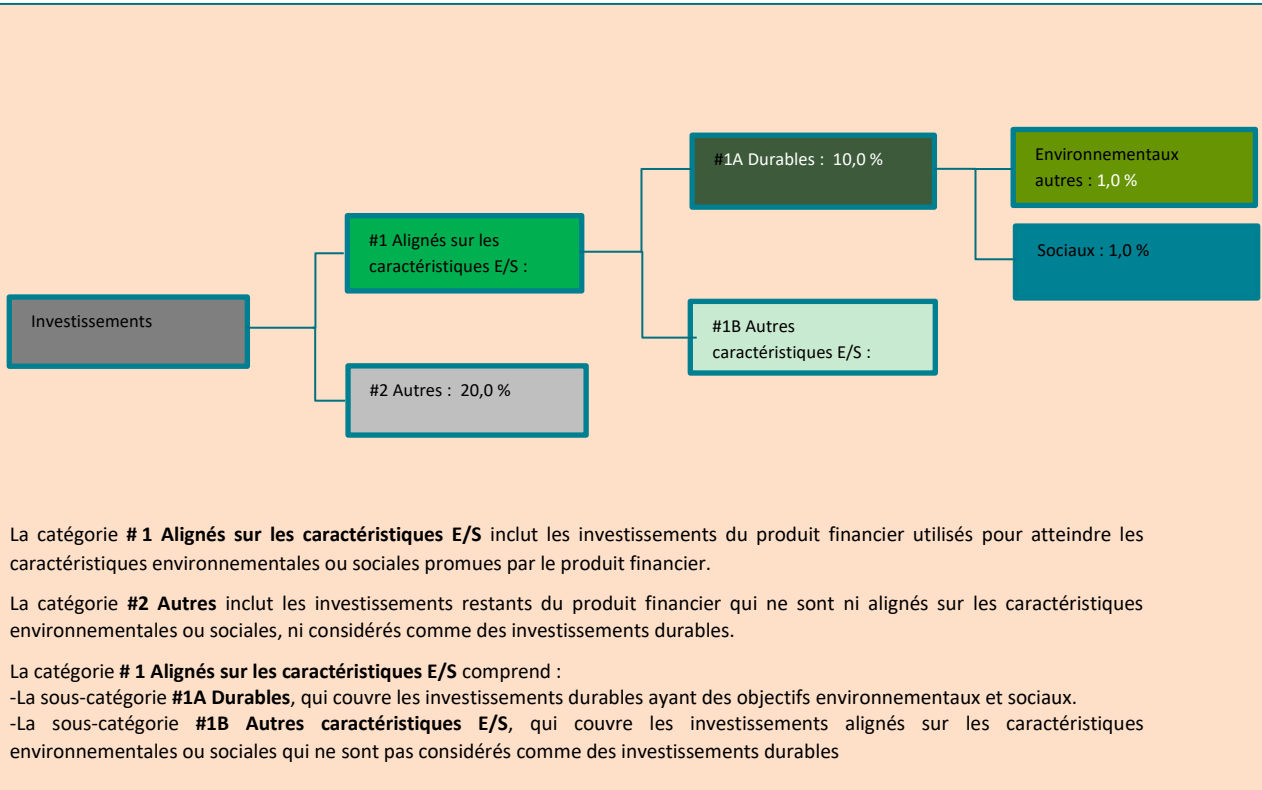 #1A Durables : 10,0 %
Environnementaux
autres : 1,0 %
#1 Alignés sur les
caractéristiques E/S :
Sociaux : 1,0 %
Investissements
#1B Autres
caractéristiques E/S :
#2 Autres : 20,0 %
La catégorie # 1 Alignés sur les caractéristiques E/S inclut les investissements du produit financier utilisés pour atteindre les
caractéristiques environnementales ou sociales promues par le produit financier.
La catégorie #2 Autres inclut les investissements restants du produit financier qui ne sont ni alignés sur les caractéristiques
environnementales ou sociales, ni considérés comme des investissements durables.
La catégorie # 1 Alignés sur les caractéristiques E/S comprend :
-La sous-catégorie #1A Durables, qui couvre les investissements durables ayant des objectifs environnementaux et sociaux.
-La sous-catégorie #1B Autres caractéristiques E/S, qui couvre les investissements alignés sur les caractéristiques
environnementales ou sociales qui ne sont pas considérés comme des investissements durables